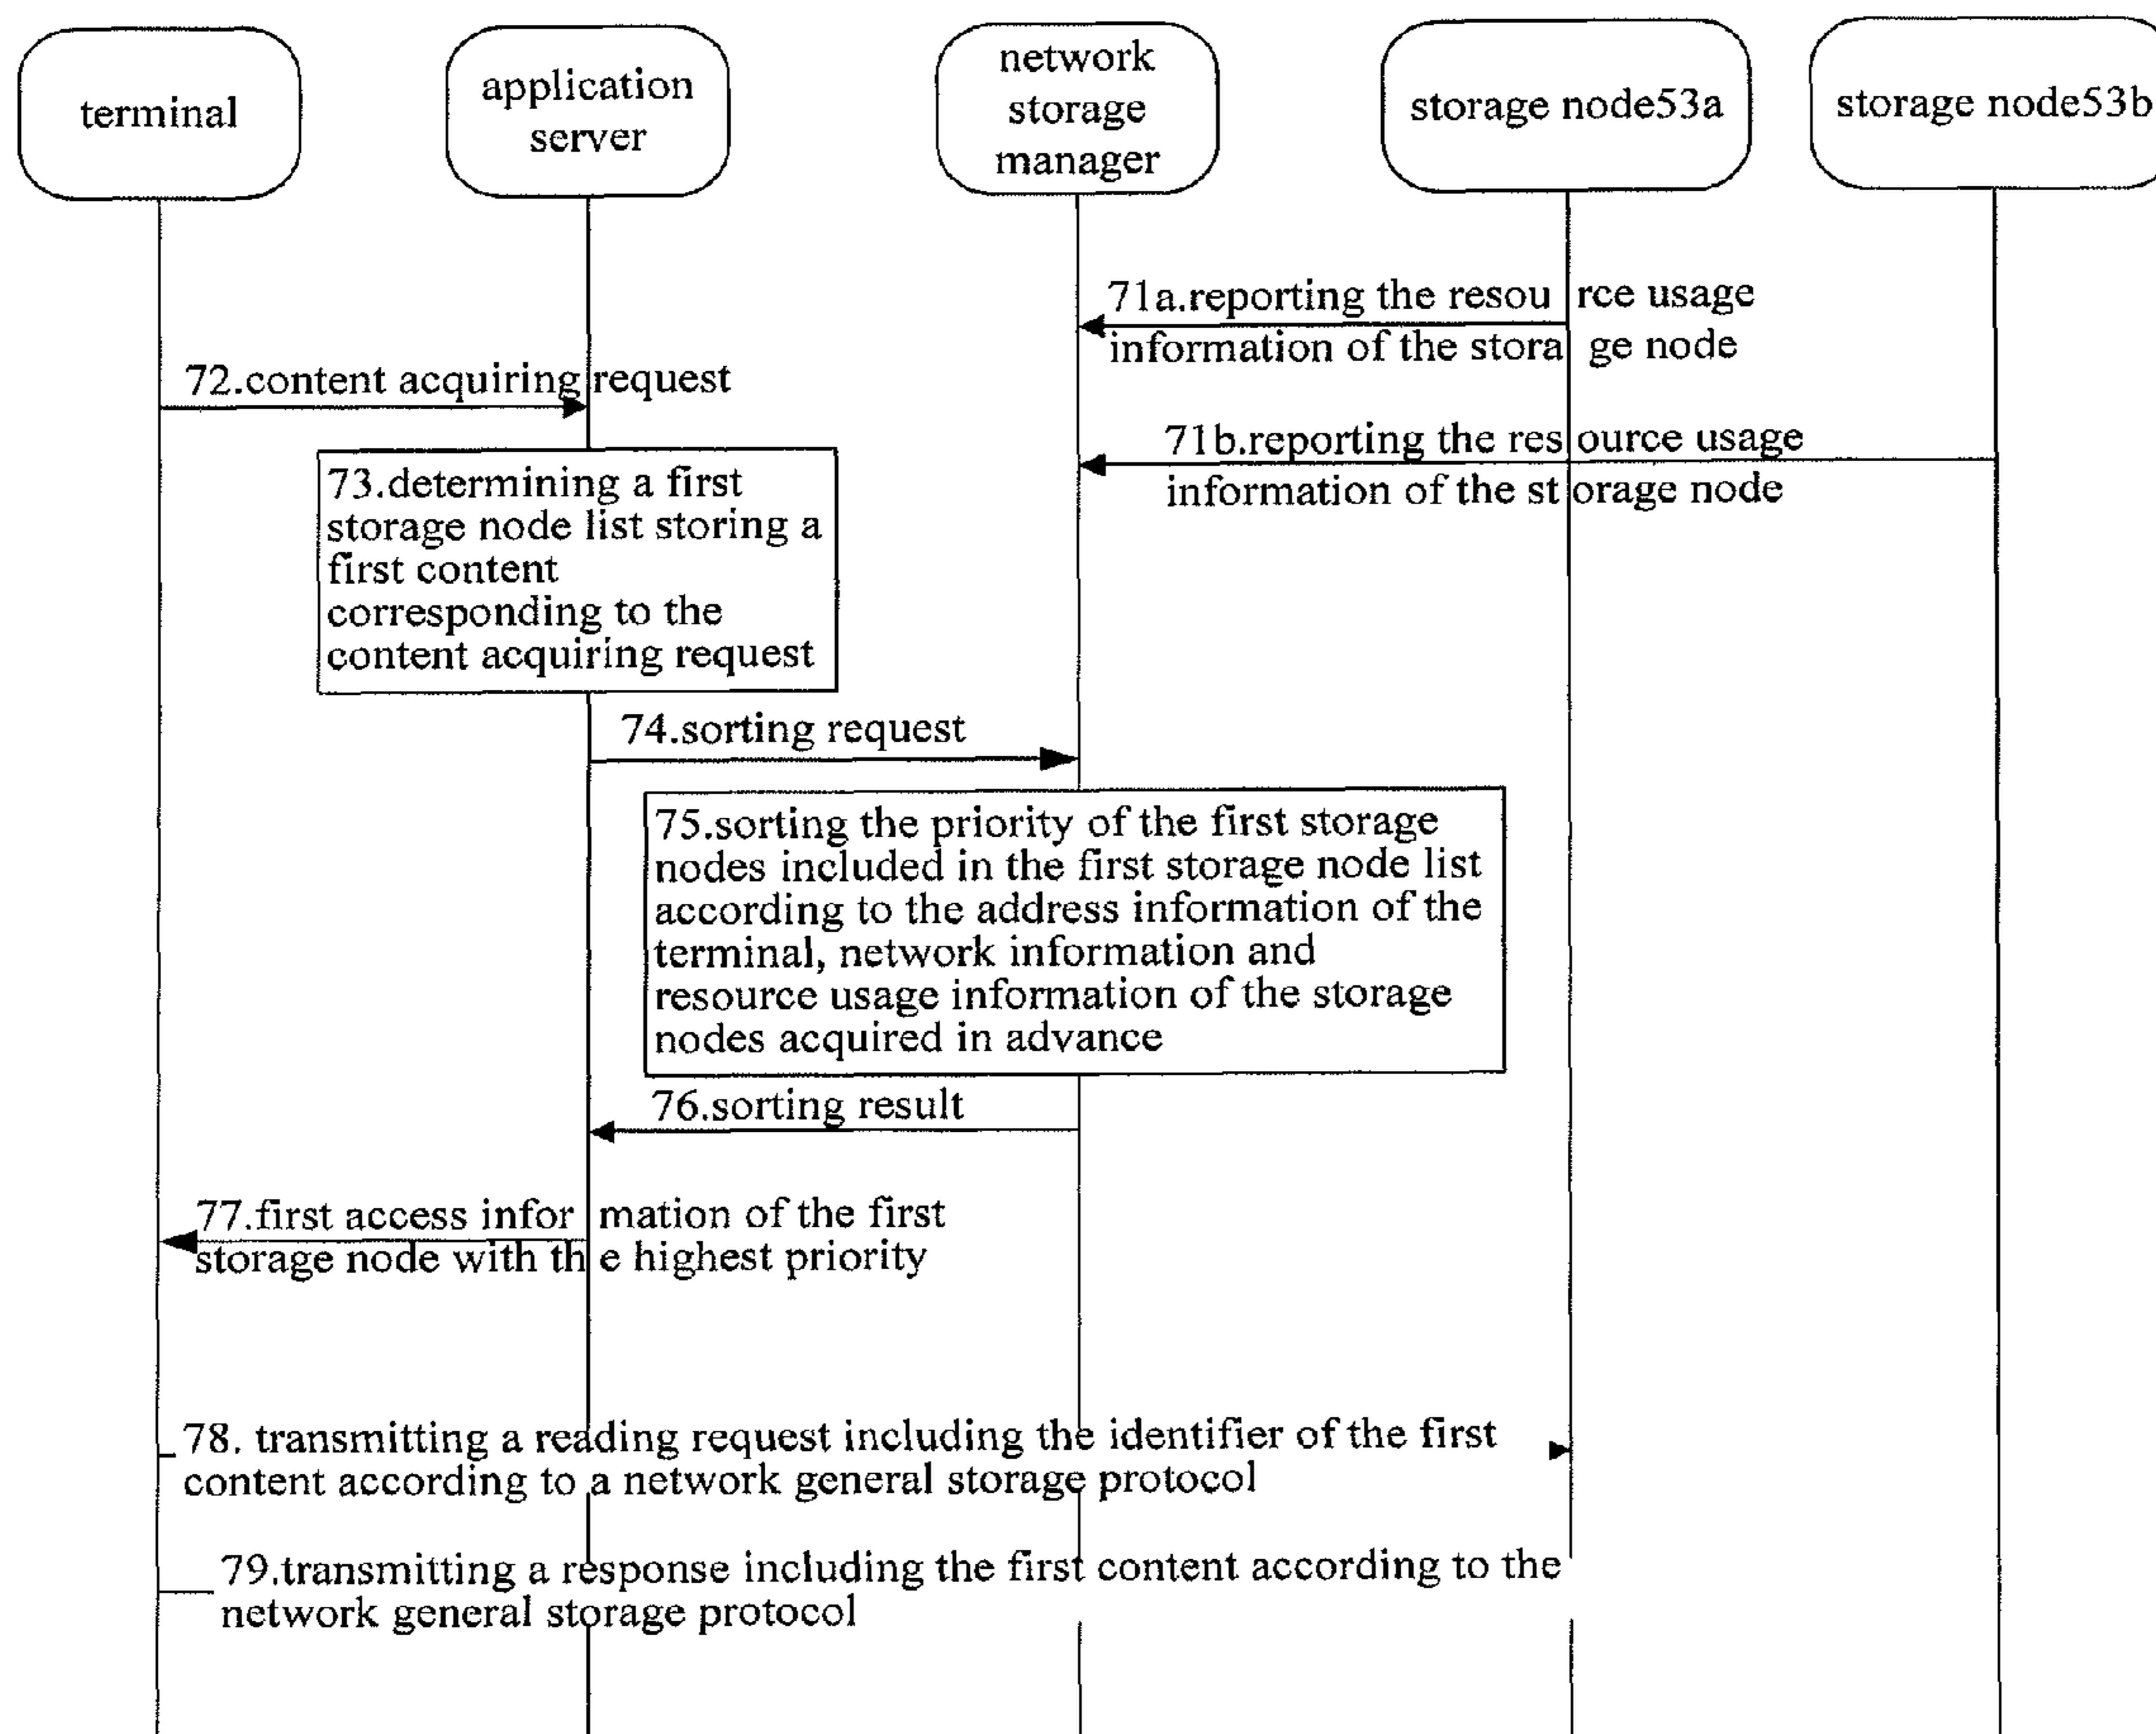 terminal
application
server
network
storage
manager
storage node53a
storage node53b
71a.reporting the resource usage
information of the storage node
72.content acquiring request
71b.reporting the resource usage
information of the storage node
73.determining a first
storage node list storing a
first content
corresponding to the
content acquiring request
74.sorting request
75.sorting the priority of the first storage
nodes included in the first storage node list
according to the address information of the
terminal, network information and
resource usage information of the storage
nodes acquired in advance
76.sorting result
77.first access information of the first
storage node with the highest priority
78. transmitting a reading request including the identifier of the first
content according to a network general storage protocol
79.transmitting a response including the first content according to the
network general storage protocol